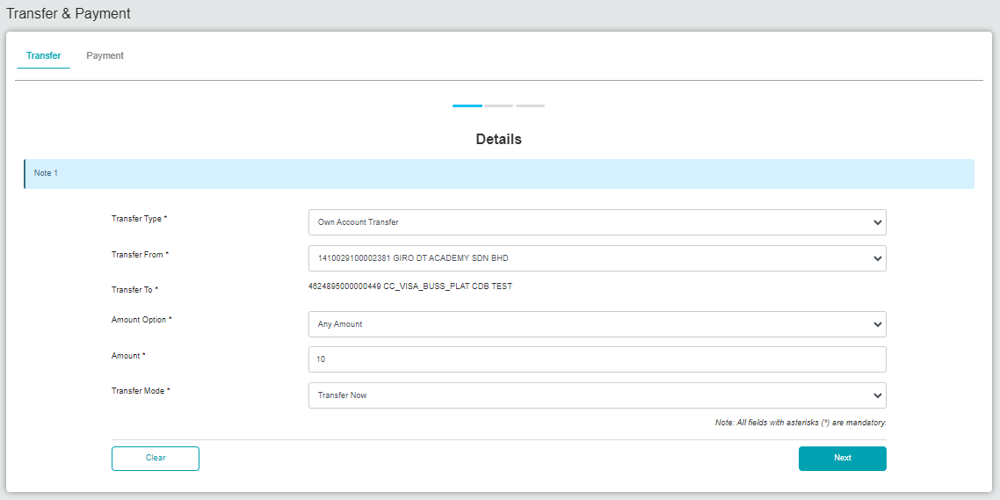 Transfer & Payment
Transfer Payment
Details
Note 1
Transfer Type * Own Account Transfer
Transfer From * 1410029100002381 GIRO DT ACADEMY SDN BHD
Transfer To * 4624895000000449 CC_VISA_BUSS_PLAT CDB TEST
Amount Option * Any Amount
Amount * 10
Transfer Mode * Transfer Now
Note: All fields with asterisks (*) are mandatory.
Clear Next